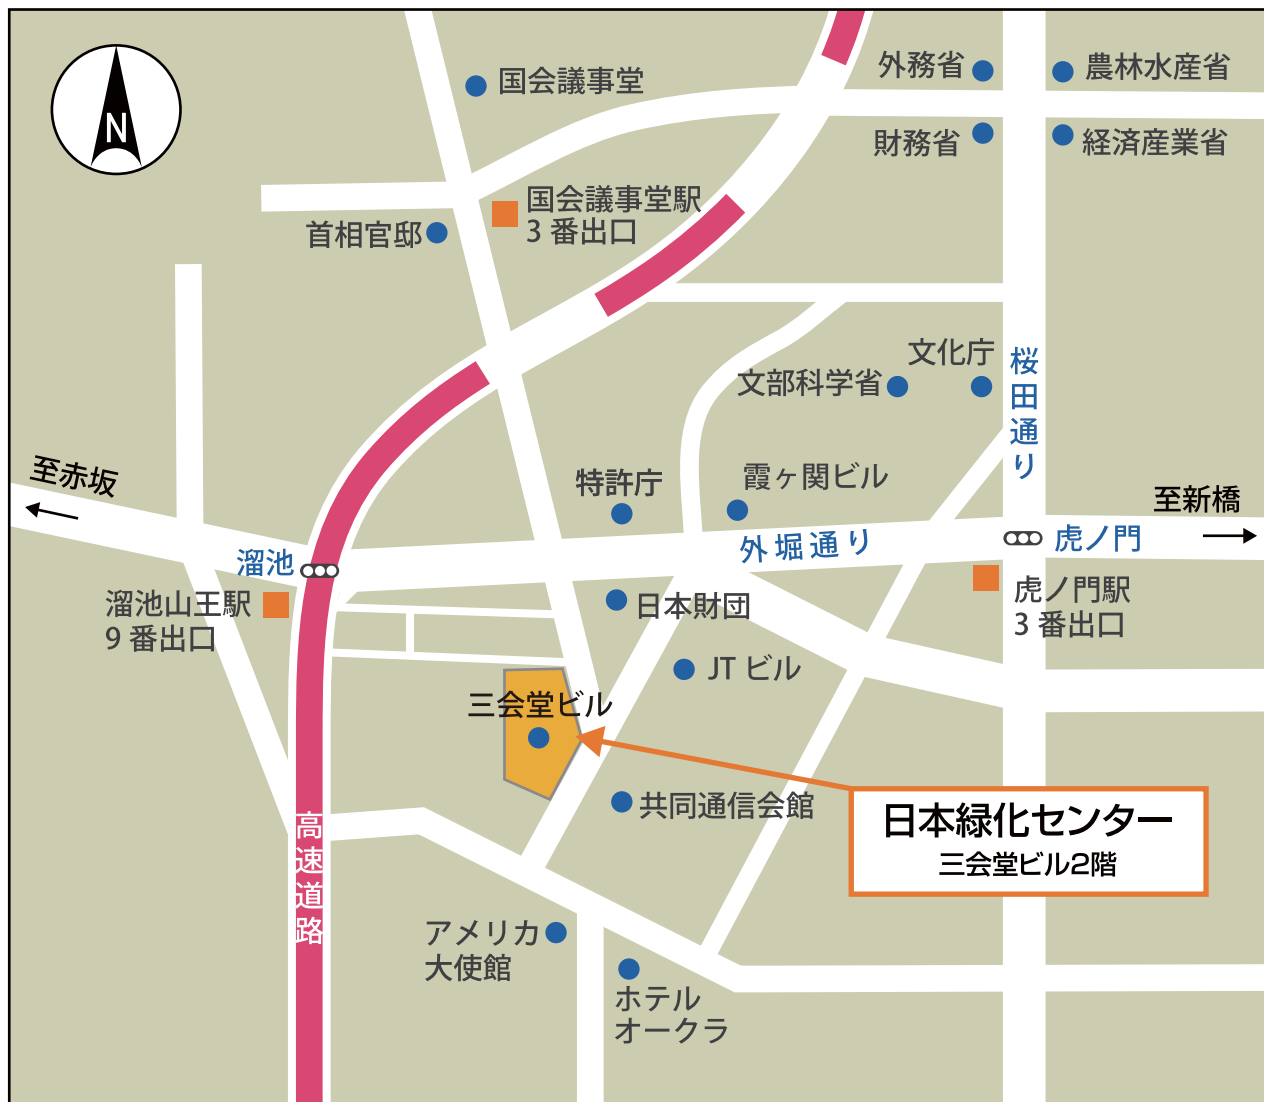 N
国会議事堂
外務省
農林水産省
財務省
経済産業省
国会議事堂駅
3 番出口
首相官邸
文化庁
文部科学省
桜田通り
至赤坂
特許庁
霞ヶ関ビル
至新橋
外堀通り
虎ノ門
溜池
溜池山王駅
9 番出口
日本財団
虎ノ門駅
3 番出口
JT ビル
三会堂ビル
共同通信会館
日本緑化センター
三会堂ビル2階
高速道路
アメリカ
大使館
ホテル
オークラ